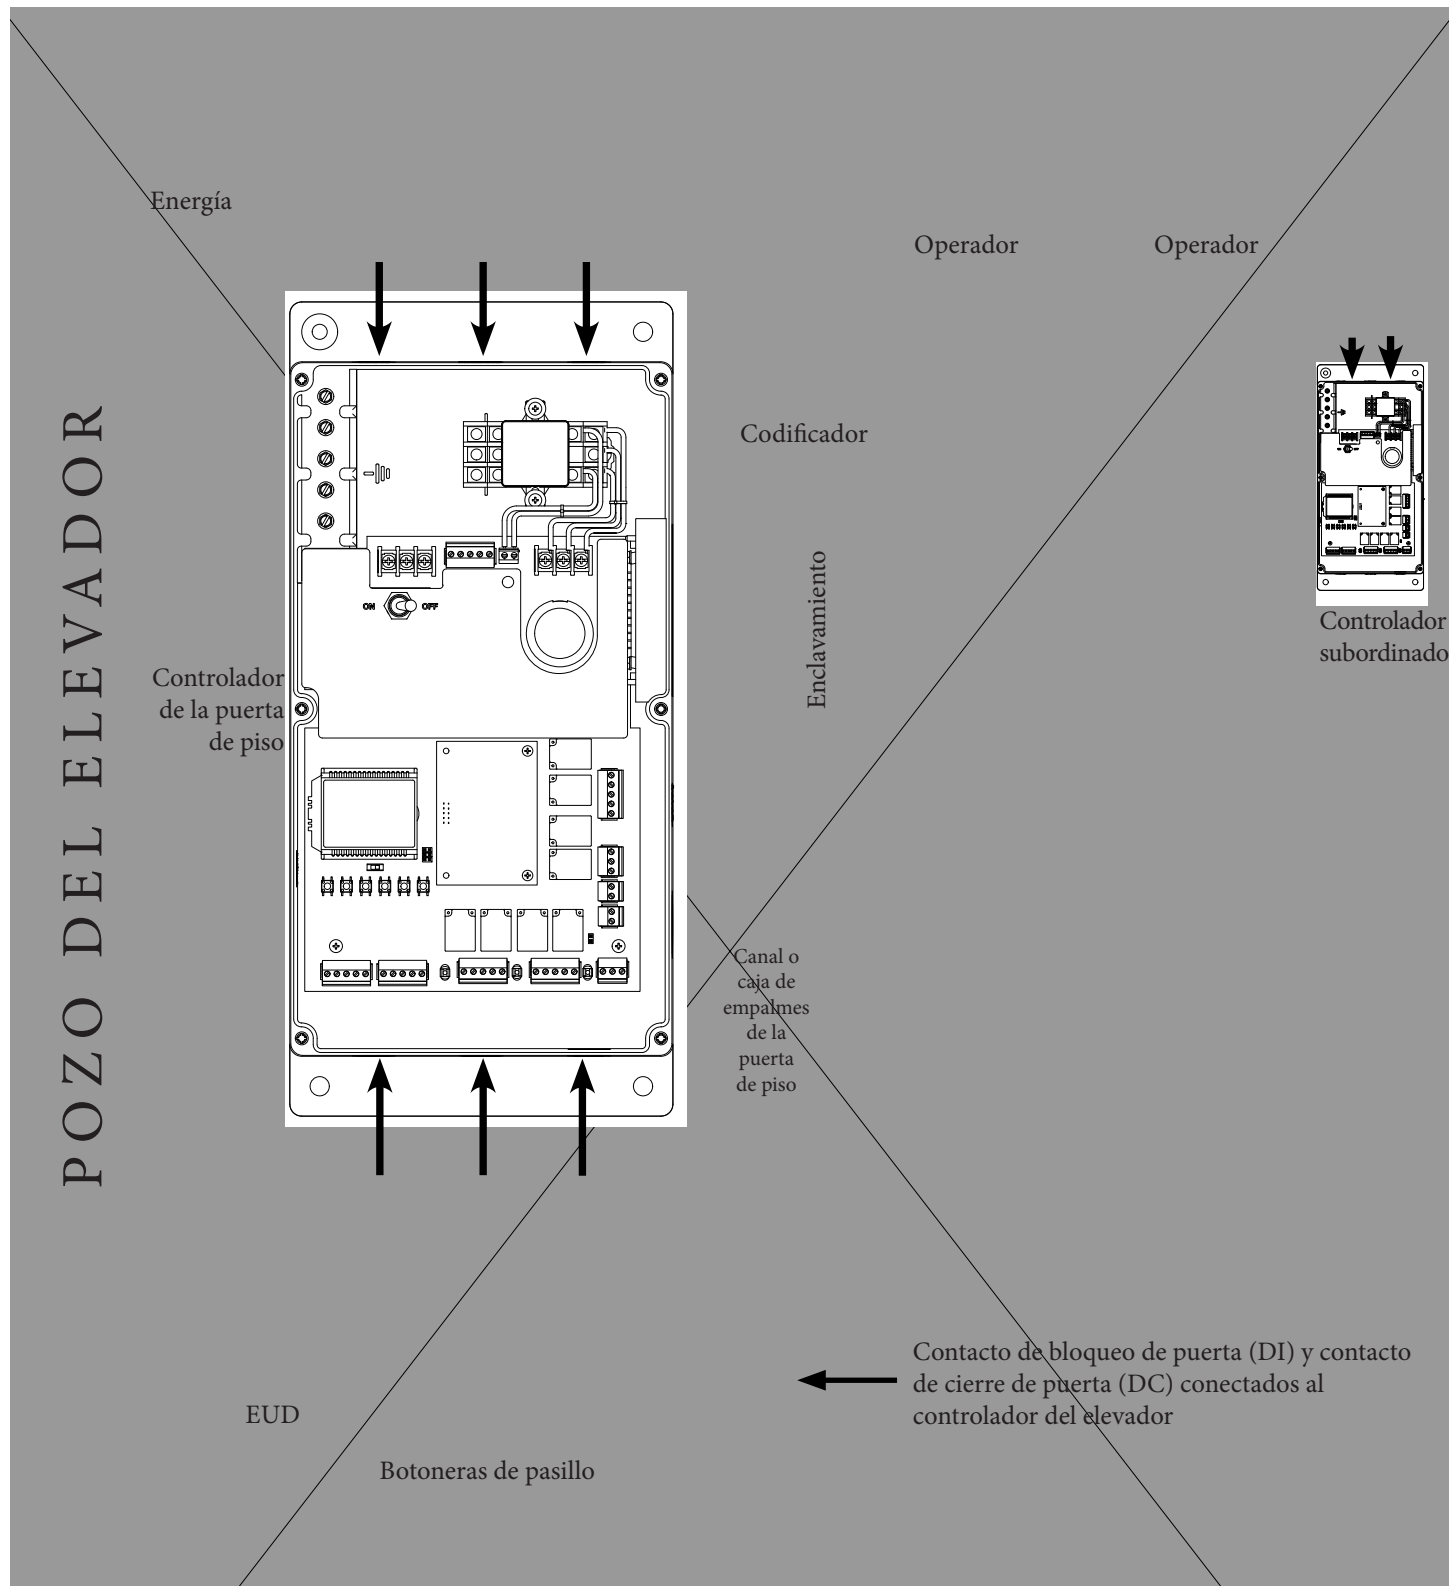 Energía
Operador
Operador
Codificador
POZO DEL ELEVADOR
ON
OFF
Enclavamiento
Controlador
subordinado
Controlador
de la puerta
de piso
Canal o
caja de
empalmes
de la
puerta
de piso
Contacto de bloqueo de puerta (DI) y contacto
de cierre de puerta (DC) conectados al
controlador del elevador
EUD
Botoneras de pasillo